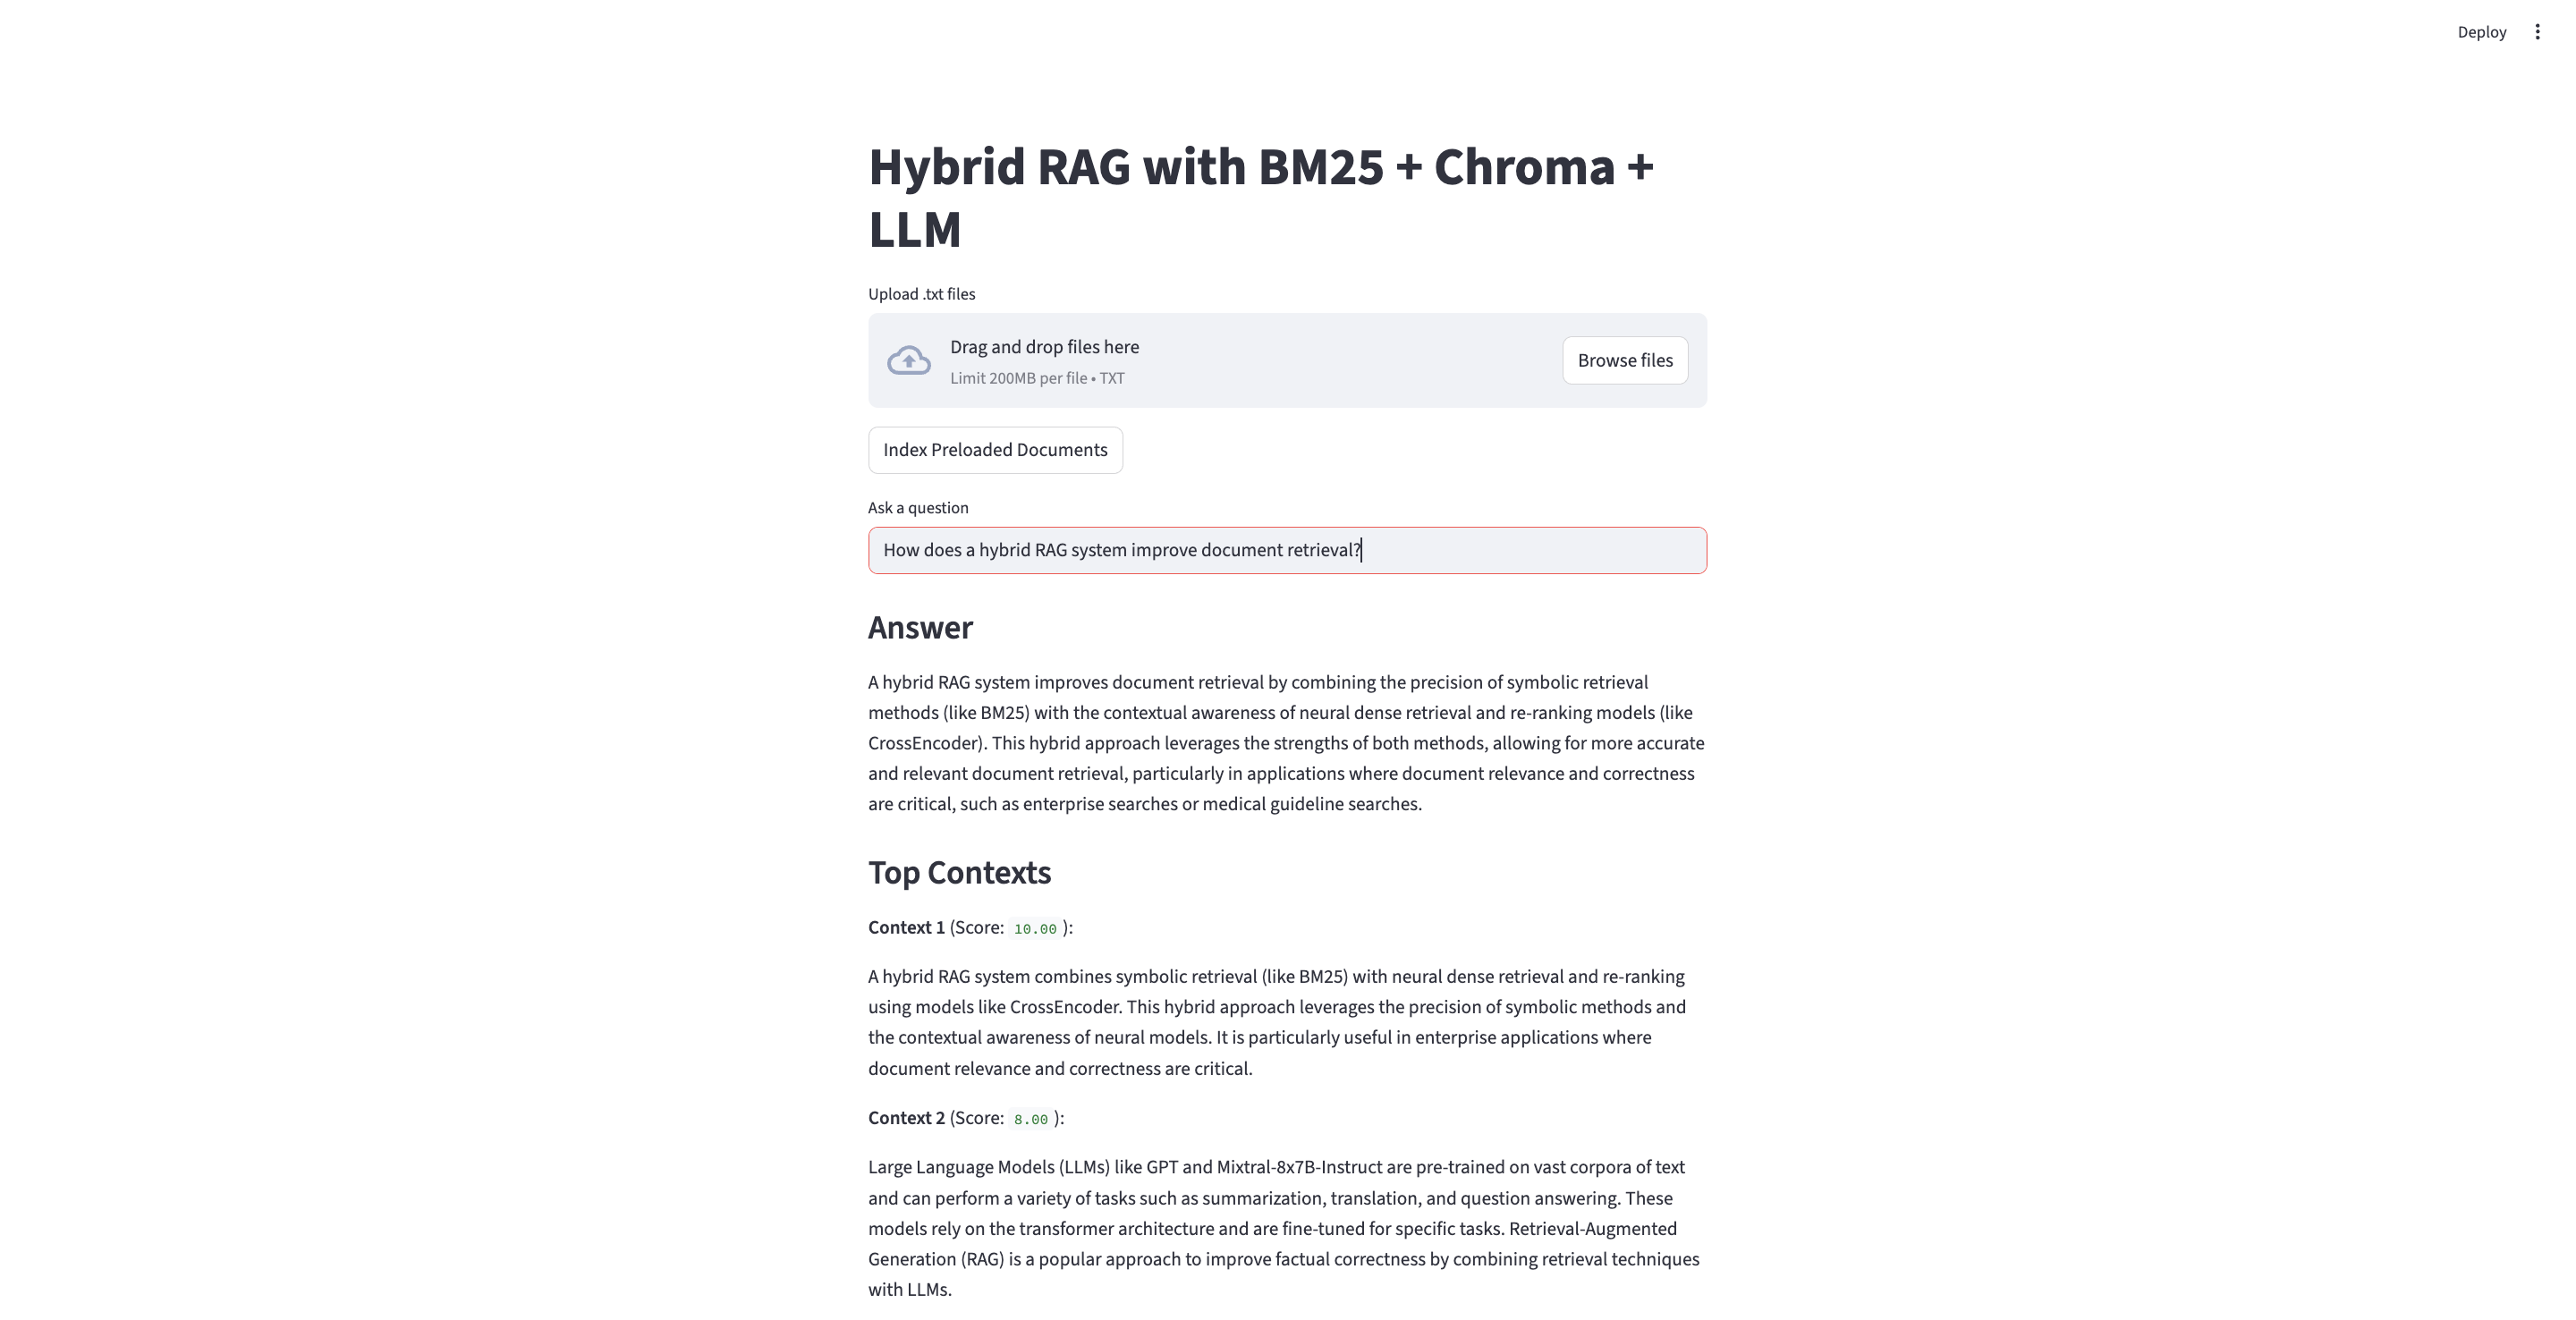 Deploy
Hybrid RAG with BM25 + Chroma +
LLM
Upload .txt files
Drag and drop files here
Limit 200MB per file • TXT
Browse files
Index Preloaded Documents
Ask a question
How does a hybrid RAG system improve document retrieval?
Answer
A hybrid RAG system improves document retrieval by combining the precision of symbolic retrieval
methods (like BM25) with the contextual awareness of neural dense retrieval and re-ranking models (like
CrossEncoder). This hybrid approach leverages the strengths of both methods, allowing for more accurate
and relevant document retrieval, particularly in applications where document relevance and correctness
are critical, such as enterprise searches or medical guideline searches.
Top Contexts
Context 1 (Score: 10.00 ):
A hybrid RAG system combines symbolic retrieval (like BM25) with neural dense retrieval and re-ranking
using models like CrossEncoder. This hybrid approach leverages the precision of symbolic methods and
the contextual awareness of neural models. It is particularly useful in enterprise applications where
document relevance and correctness are critical.
Context 2 (Score: 8.00 ):
Large Language Models (LLMs) like GPT and Mixtral-8x7B-Instruct are pre-trained on vast corpora of text
and can perform a variety of tasks such as summarization, translation, and question answering. These
models rely on the transformer architecture and are fine-tuned for specific tasks. Retrieval-Augmented
Generation (RAG) is a popular approach to improve factual correctness by combining retrieval techniques
with LLMs.